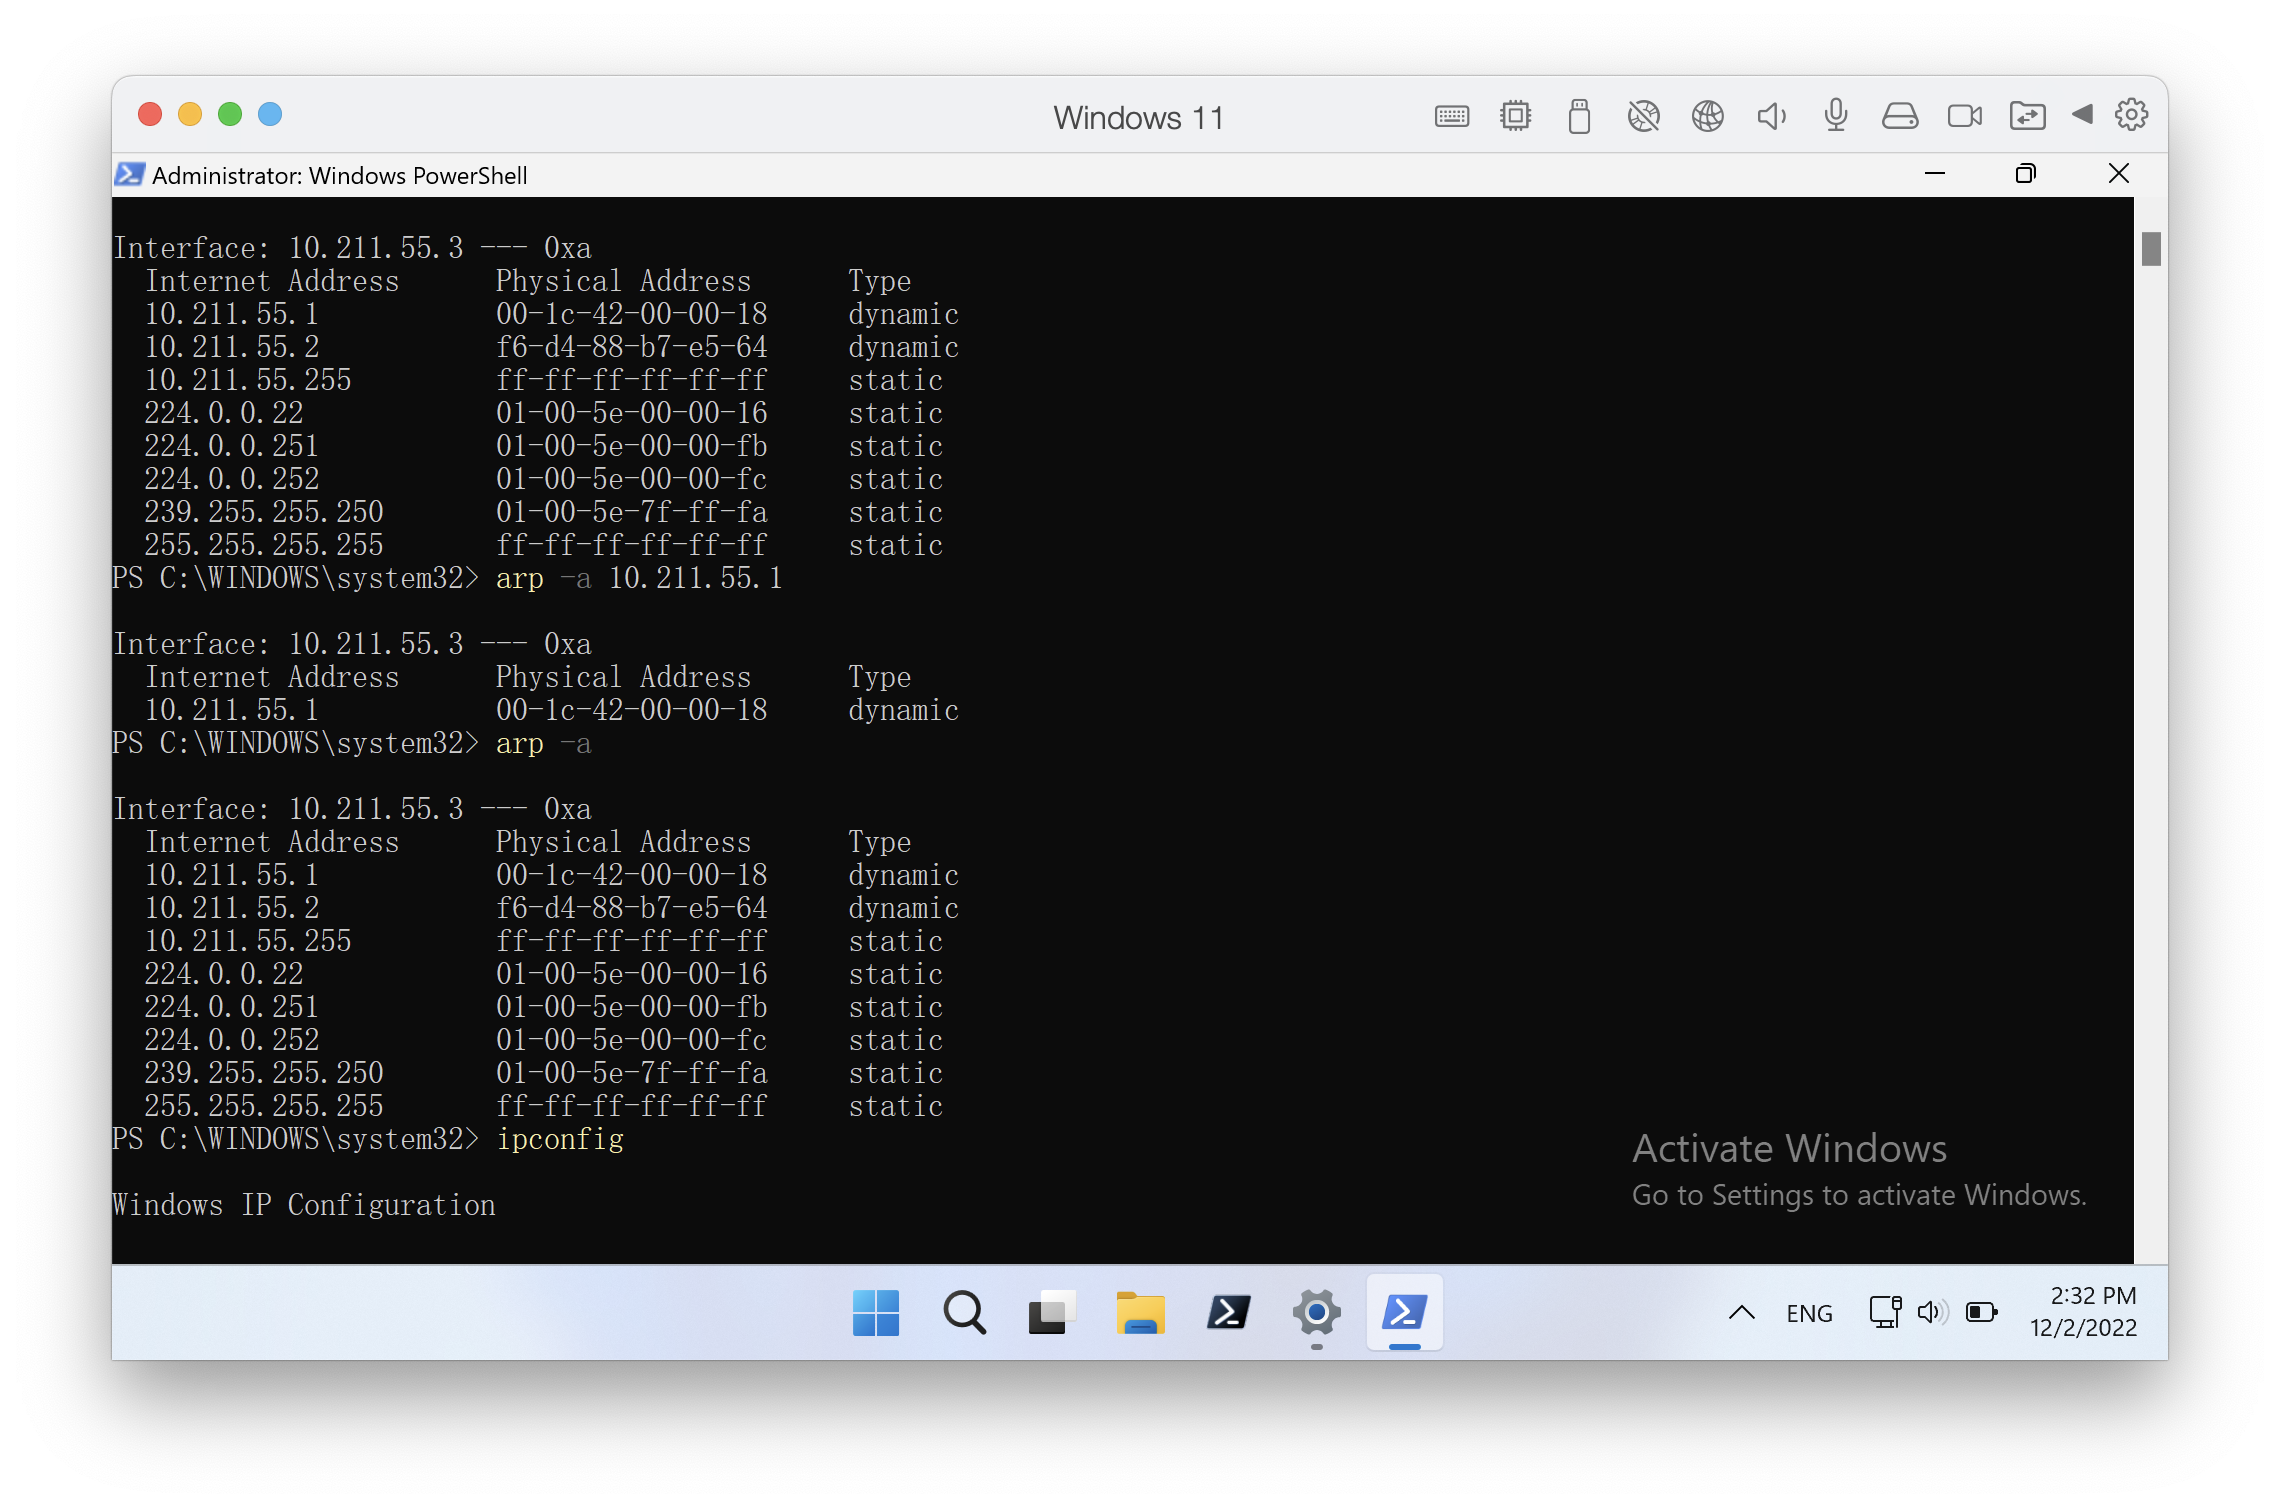 Windows 11
Administrator: Windows PowerShell
Interface: 10.211.55.3 --- 0xa
  Internet Address      Physical Address      Type
  10.211.55.1           00-1c-42-00-00-18     dynamic
  10.211.55.2           f6-d4-88-b7-e5-64     dynamic
  10.211.55.255         ff-ff-ff-ff-ff-ff     static
  224.0.0.22            01-00-5e-00-00-16     static
  224.0.0.251           01-00-5e-00-00-fb     static
  224.0.0.252           01-00-5e-00-00-fc     static
  239.255.255.250       01-00-5e-7f-ff-fa     static
  255.255.255.255       ff-ff-ff-ff-ff-ff     static
PS C:\WINDOWS\system32> arp -a 10.211.55.1
Interface: 10.211.55.3 --- 0xa
  Internet Address      Physical Address      Type
  10.211.55.1           00-1c-42-00-00-18     dynamic
PS C:\WINDOWS\system32> arp -a
Interface: 10.211.55.3 --- 0xa
  Internet Address      Physical Address      Type
  10.211.55.1           00-1c-42-00-00-18     dynamic
  10.211.55.2           f6-d4-88-b7-e5-64     dynamic
  10.211.55.255         ff-ff-ff-ff-ff-ff     static
  224.0.0.22            01-00-5e-00-00-16     static
  224.0.0.251           01-00-5e-00-00-fb     static
  224.0.0.252           01-00-5e-00-00-fc     static
  239.255.255.250       01-00-5e-7f-ff-fa     static
  255.255.255.255       ff-ff-ff-ff-ff-ff     static
PS C:\WINDOWS\system32> ipconfig
Windows IP Configuration
Activate Windows
Go to Settings to activate Windows.
ENG
2:32 PM
12/2/2022